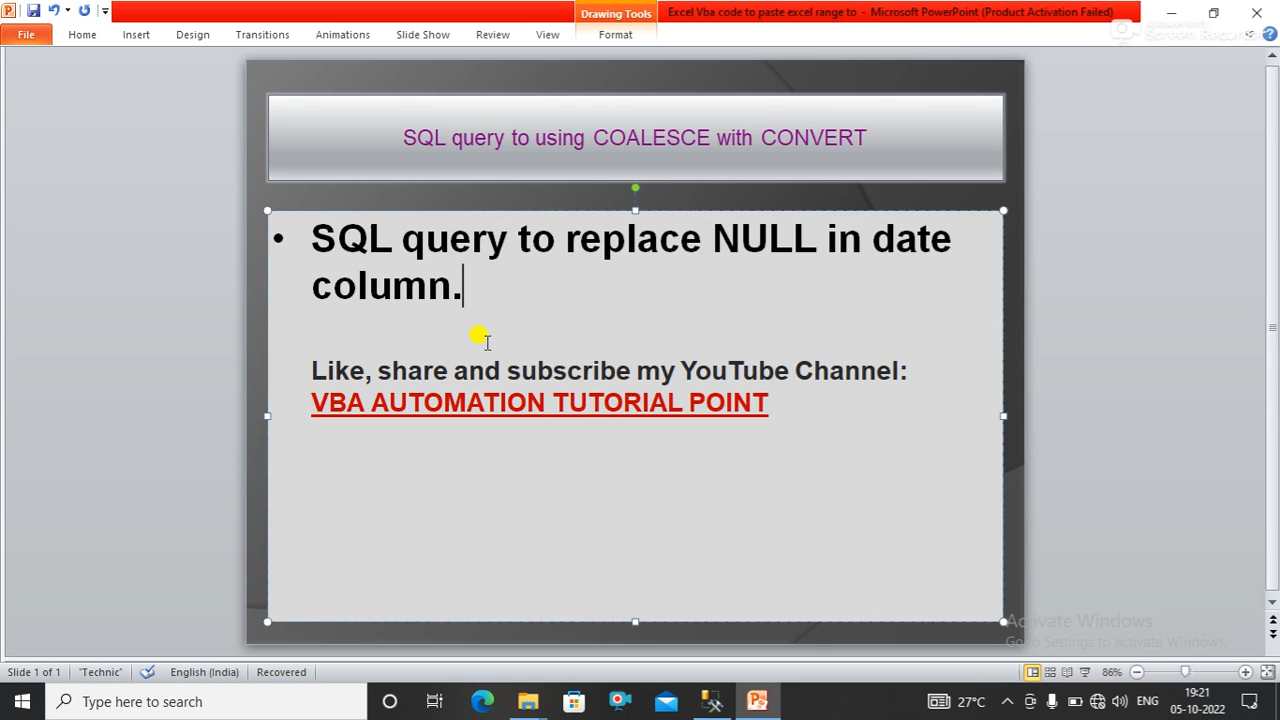 Drawing Tools
Excel Vba code to paste excel range to - Microsoft PowerPoint (Product Activation Failed)
File Home Insert Design Transitions Animations Slide Show Review View Format
SQL query to using COALESCE with CONVERT
• SQL query to replace NULL in date
column.
Like, share and subscribe my YouTube Channel:
VBA AUTOMATION TUTORIAL POINT
Activate Windows
Go to Settings to activate Windows.
Slide 1 of 1 "Technic" English (India) Recovered 86%
Type here to search
27°C
ENG
19:21
05-10-2022